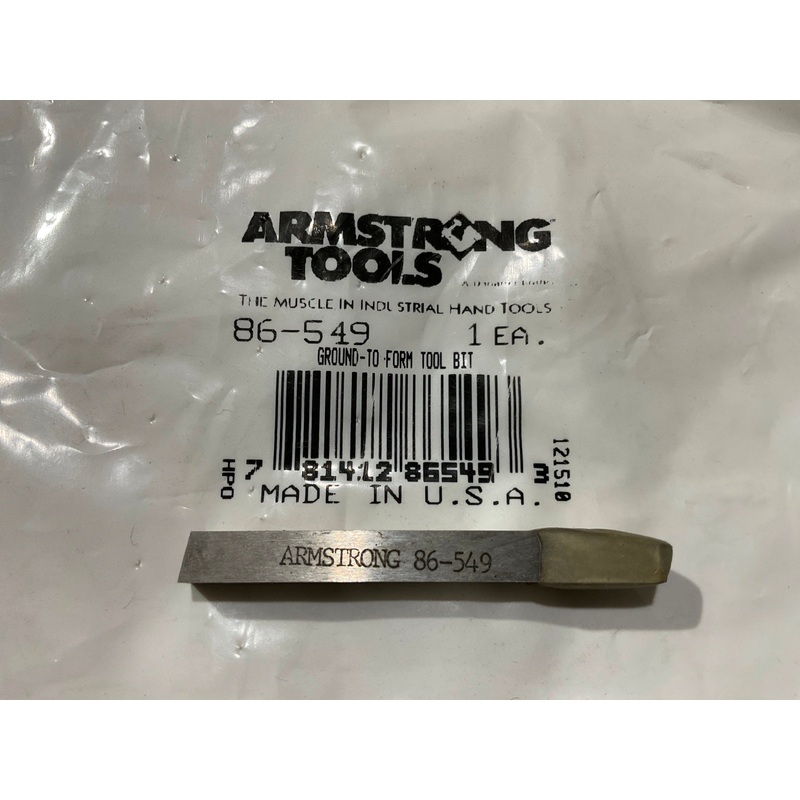 ARMSTRONG
TOOLS
THE MUSCLE IN INDUSTRIAL HAND TOOLS
86-549 1 EA.
GROUND-TO FORM TOOL BIT
7 81412 86549 3
HPO
121510
MADE IN U.S.A.
ARMSTRONG 86-549